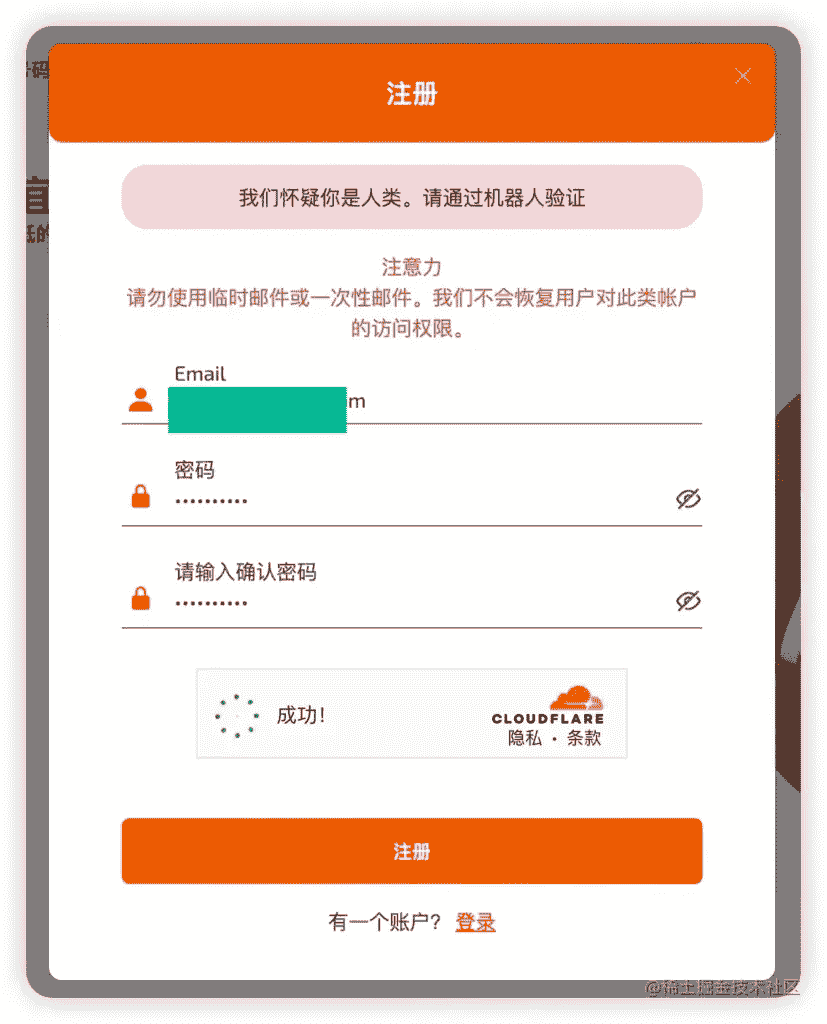 注册
我们怀疑你是人类。请通过机器人验证
注意力
请勿使用临时邮件或一次性邮件。我们不会恢复用户对此类帐户
的访问权限。
Email
m
密码
请输入确认密码
成功!
CLOUDFLARE
隐私 · 条款
注册
有一个账户? 登录
@稀土掘金技术社区